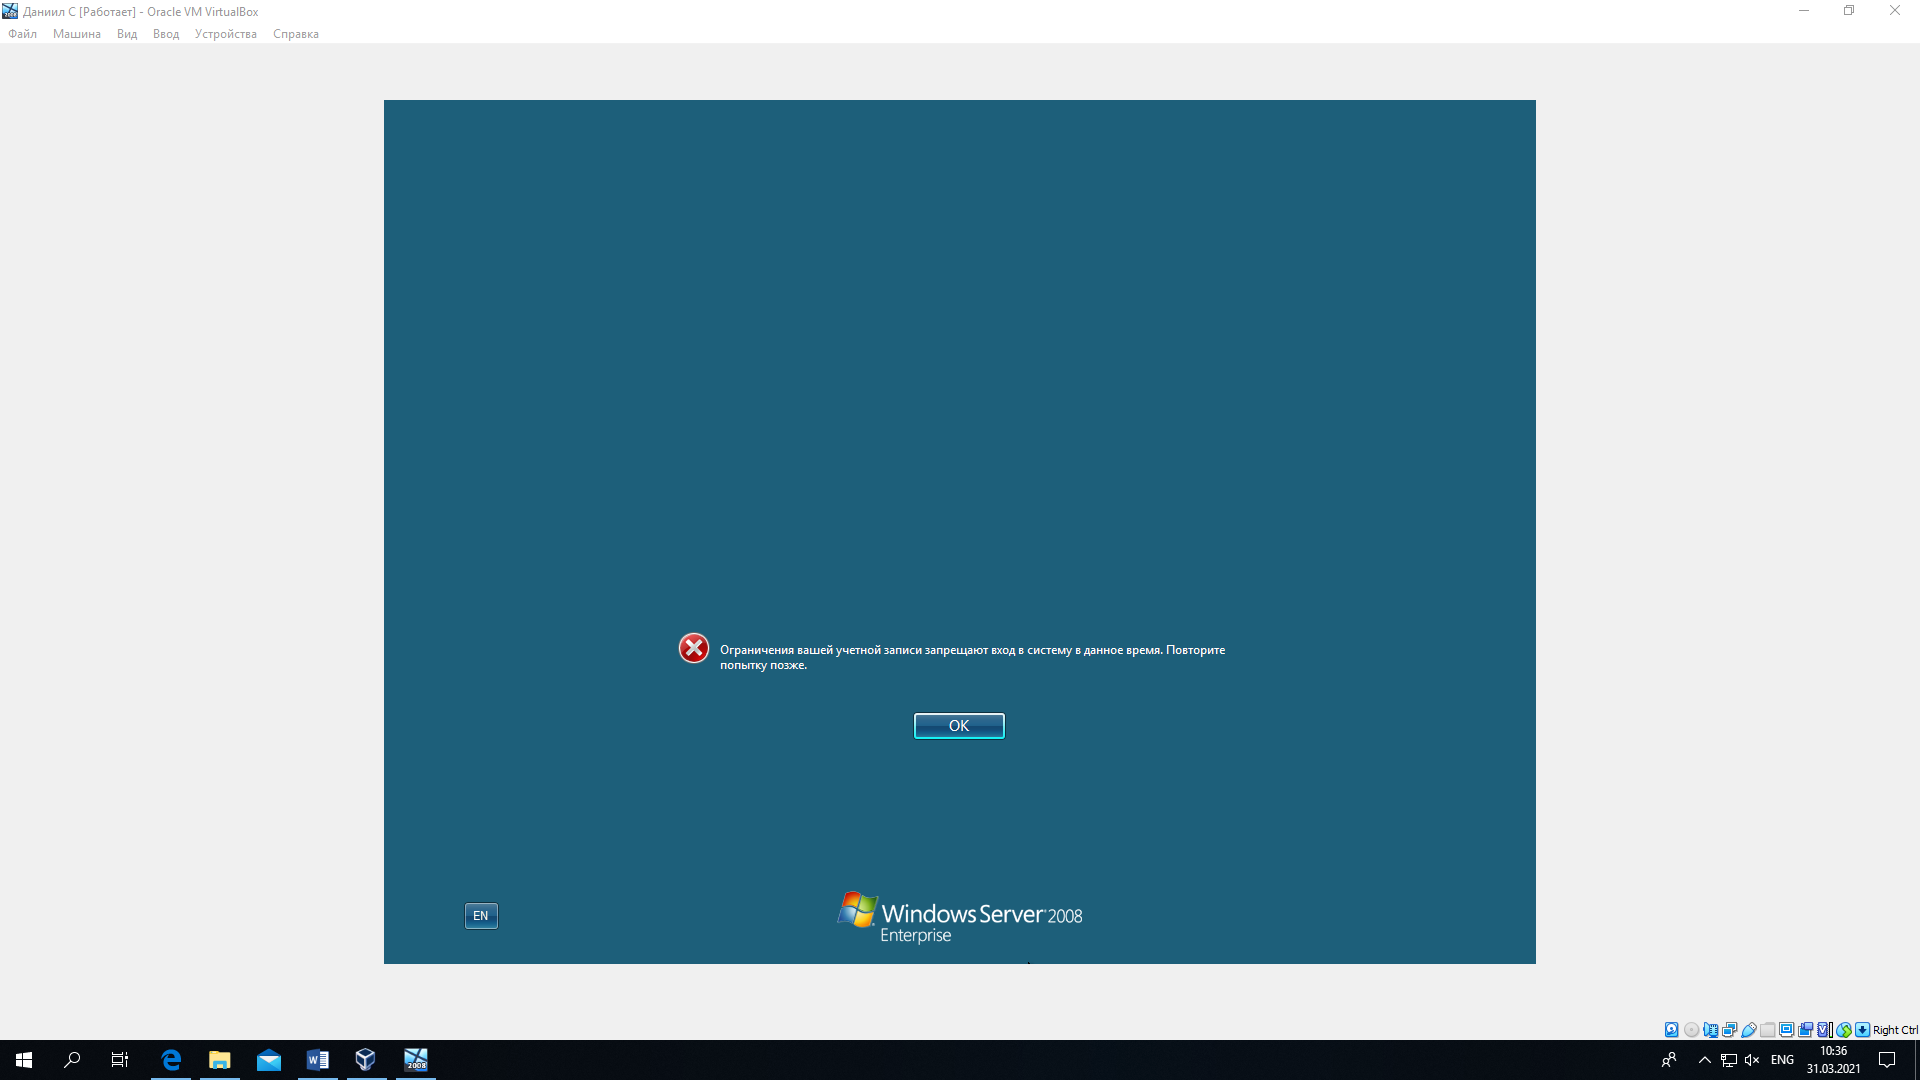 Даниил С [Работает] - Oracle VM VirtualBox
Файл Машина Вид Ввод Устройства Справка
Ограничения вашей учетной записи запрещают вход в систему в данное время. Повторите
попытку позже.
OK
EN
Windows Server 2008
Enterprise
Right Ctrl
2008
ENG
10:36
31.03.2021